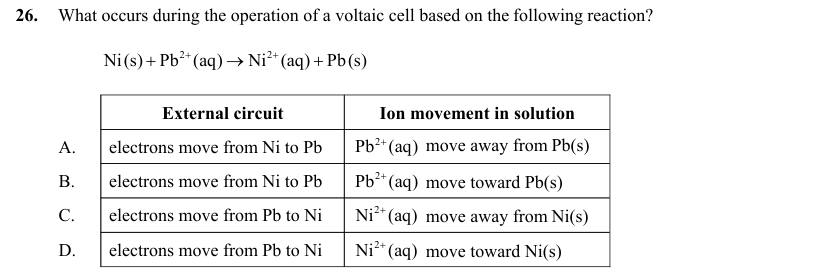 26. What occurs during the operation of a voltaic cell based on the following reaction?
Ni(s) + Pb²⁺(aq) → Ni²⁺(aq) + Pb(s)
External circuit Ion movement in solution
A. electrons move from Ni to Pb Pb²⁺(aq) move away from Pb(s)
B. electrons move from Ni to Pb Pb²⁺(aq) move toward Pb(s)
C. electrons move from Pb to Ni Ni²⁺(aq) move away from Ni(s)
D. electrons move from Pb to Ni Ni²⁺(aq) move toward Ni(s)